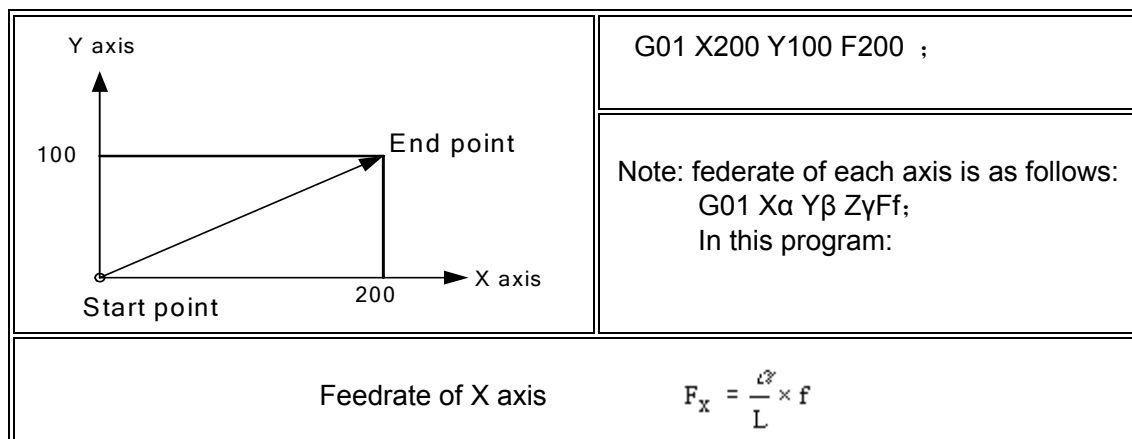 Y axis
100
End point
X axis
200
Start point
G01 X200 Y100 F200 ；
Note: federate of each axis is as follows:
G01 Xα Yβ ZγFf；
In this program:
Feedrate of X axis F_X = α/L × f